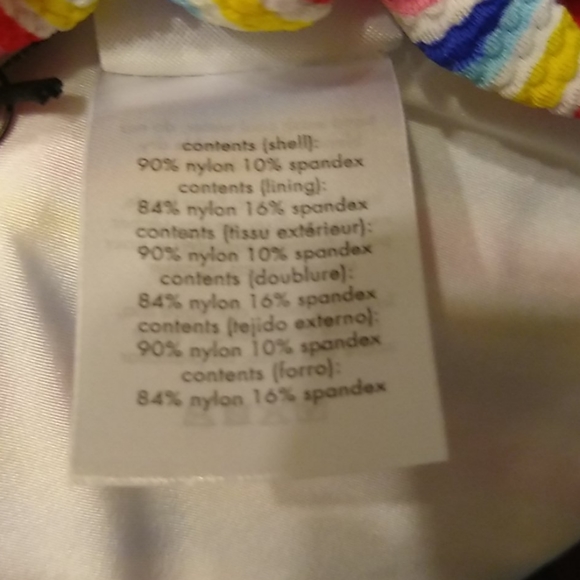 contents (shell):
90% nylon 10% spandex
contents (lining):
84% nylon 16% spandex
contents (tissu extérieur):
90% nylon 10% spandex
contents (doublure):
84% nylon 16% spandex
contents (tejido externo):
90% nylon 10% spandex
contents (forro):
84% nylon 16% spandex